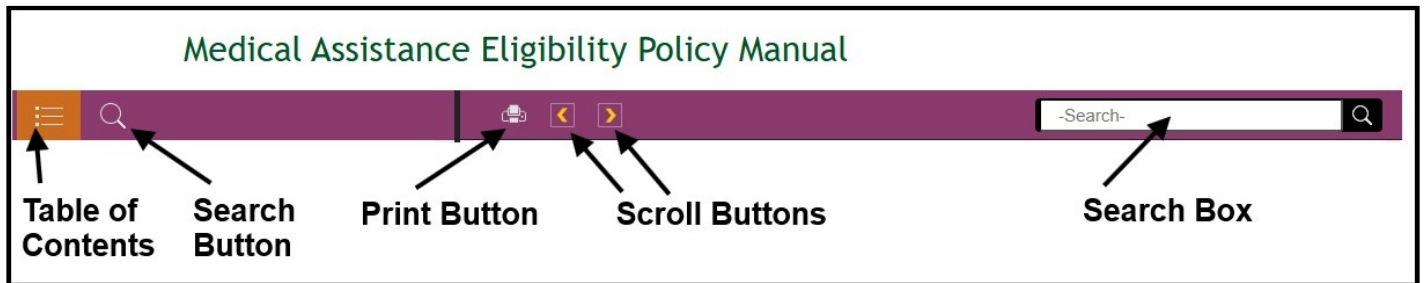 Medical Assistance Eligibility Policy Manual
-Search-
Table of
Contents
Search
Button
Print Button
Scroll Buttons
Search Box